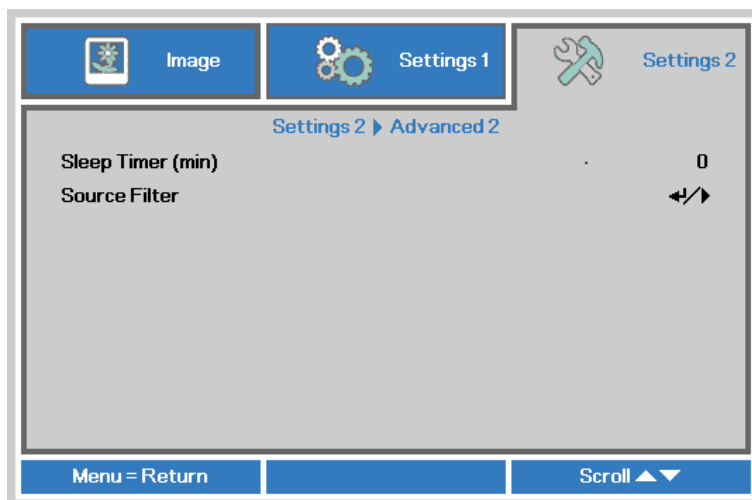 Image
Settings 1
Settings 2
Settings 2 ▶ Advanced 2
Sleep Timer (min) 0
Source Filter ↵/▶
Menu = Return
Scroll ▲▼